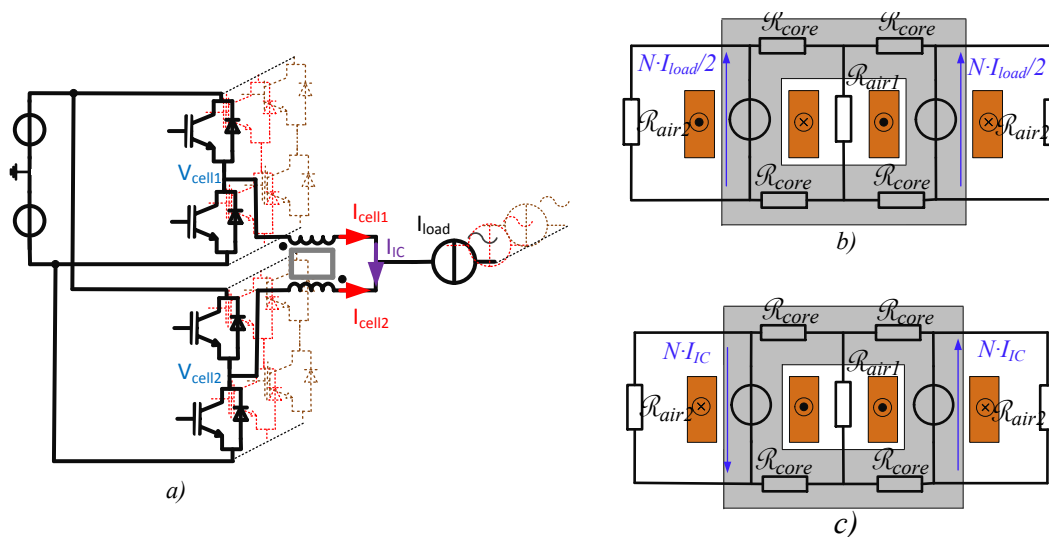 V_cell1
I_cell1
I_load
I_IC
I_cell2
V_cell2
a)
ℛ_core ℛ_core
N·I_load/2 ℛ_air1 N·I_load/2
ℛ_air2 ℛ_air2
ℛ_core ℛ_core
b)
ℛ_core ℛ_core
N·I_IC ℛ_air1 N·I_IC
ℛ_air2 ℛ_air2
ℛ_core ℛ_core
c)